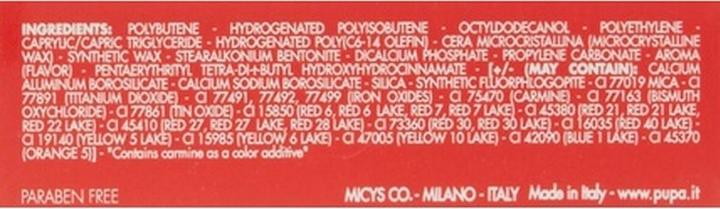 INGREDIENTS: POLYBUTENE - HYDROGENATED POLYISOBUTENE - OCTYLDODECANOL - POLYETHYLENE -
CAPRYLIC/CAPRIC TRIGLYCERIDE - HYDROGENATED POLY(C6-14 OLEFIN) - CERA MICROCRISTALLINA (MICROCRYSTALLINE
WAX) - SYNTHETIC WAX - STEARALKONIUM BENTONITE - DICALCIUM PHOSPHATE - PROPYLENE CARBONATE - AROMA
(FLAVOR) - PENTAERYTHRITYL TETRA-DI-t-BUTYL HYDROXYHYDROCINNAMATE - [+/- (MAY CONTAIN): CALCIUM
ALUMINUM BOROSILICATE - CALCIUM SODIUM BOROSILICATE - SILICA - SYNTHETIC FLUORPHLOGOPITE - CI 77019 MICA - CI
77891 (TITANIUM DIOXIDE) - CI 77491, 77492, 77499 (IRON OXIDES) - CI 75470 (CARMINE) - CI 77163 (BISMUTH
OXYCHLORIDE) - CI 77861 (TIN OXIDE) - CI 15850 (RED 6, RED 6 LAKE, RED 7, RED 7 LAKE) - CI 45380 (RED 21, RED 21 LAKE,
RED 22 LAKE) - CI 45410 (RED 27, RED 27 LAKE, RED 28 LAKE) - CI 73360 (RED 30, RED 30 LAKE) - CI 16035 (RED 40 LAKE) -
CI 19140 (YELLOW 5 LAKE) - CI 15985 (YELLOW 6 LAKE) - CI 47005 (YELLOW 10 LAKE) - CI 42090 (BLUE 1 LAKE) - CI 45370
(ORANGE 5)] - "Contains carmine as a color additive"
PARABEN FREE MICYS CO. - MILANO - ITALY Made in Italy - www.pupa.it